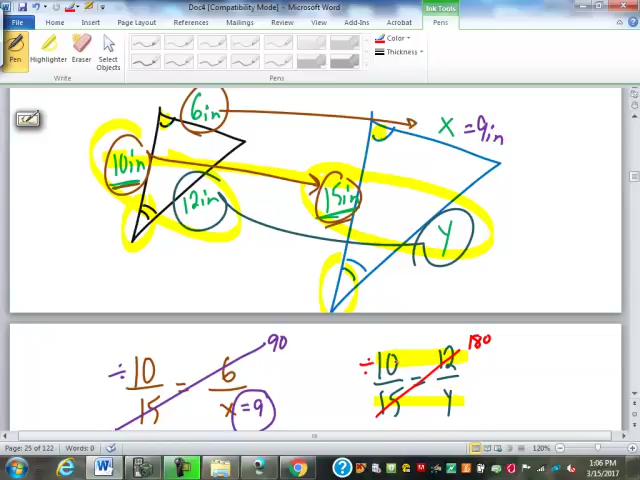 Doc4 [Compatibility Mode] - Microsoft Word
Ink Tools
File
Home
Insert
Page Layout
References
Mailings
Review
View
Add-Ins
Acrobat
Pens
Pen
Highlighter
Eraser
Select Objects
Color
Thickness
Write
Pens
6in
x = 9in
10in
12in
15in
y
90
÷ 10 = 6
15 x = 9
180
÷ 10 = 12
15 y
Page: 25 of 122
Words: 0
120%
1:06 PM
3/15/2017